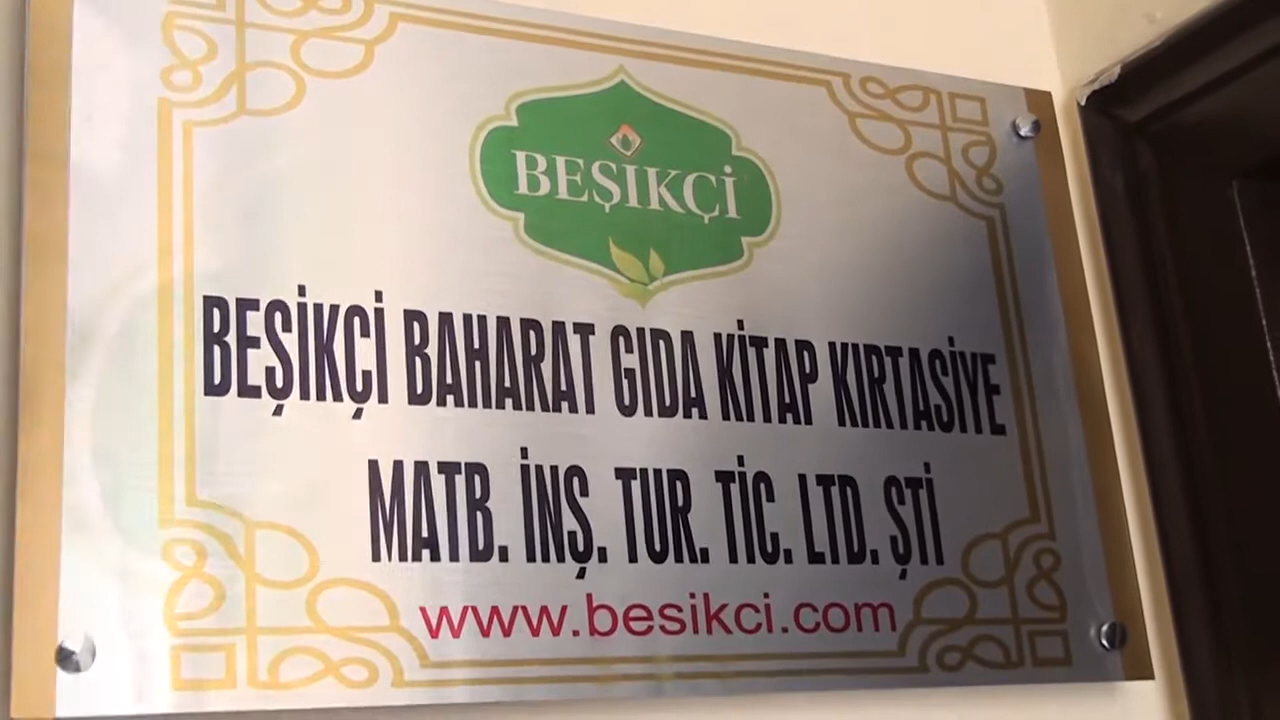 BEŞİKÇİ
BEŞİKÇİ BAHARAT GIDA KİTAP KIRTASİYE
MATB. İNŞ. TUR. TİC. LTD. ŞTİ
www.besikci.com